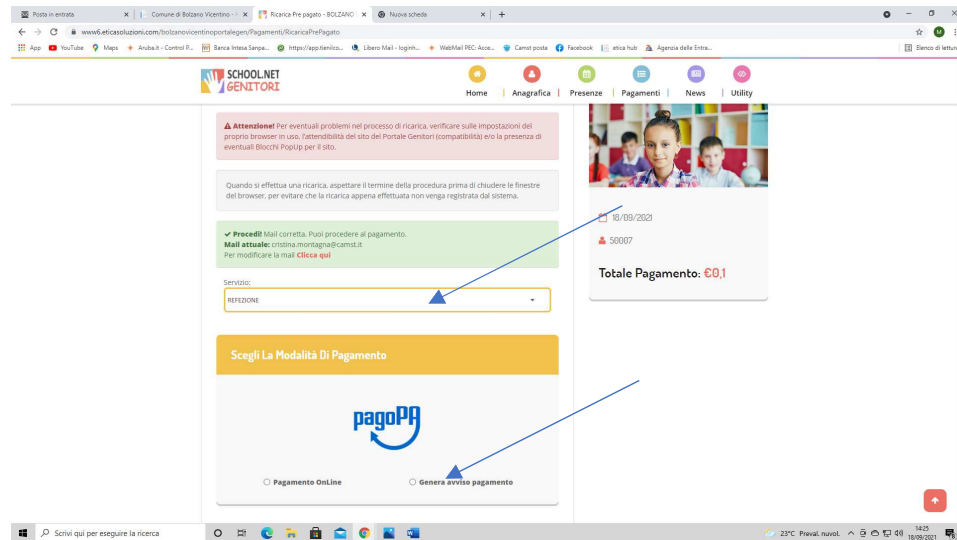 Posta in entrata
Comune di Bolzano Vicentino -
Ricarica Pre pagato - BOLZANO
Nuova scheda
www6.eticasoluzioni.com/bolzanovicentinoportalegen/Pagamenti/RicaricaPrePagato
App YouTube Maps Aruba.it - Control P... Banca Intesa Sanpa... https://app.tienilco... Libero Mail - loginh... WebMail PEC: Acce... Camst posta Facebook etica hub Agenzia delle Entra... Elenco di lettura
SCHOOL.NET
GENITORI
Home Anagrafica Presenze Pagamenti News Utility
Attenzione! Per eventuali problemi nel processo di ricarica, verificare sulle impostazioni del
proprio browser in uso, l'attendibilità del sito del Portale Genitori (compatibilità) e/o la presenza di
eventuali Blocchi PopUp per il sito.
Quando si effettua una ricarica, aspettare il termine della procedura prima di chiudere le finestre
del browser, per evitare che la ricarica appena effettuata non venga registrata dal sistema.
Procedi! Mail corretta. Puoi procedere al pagamento.
Mail attuale: cristina.montagna@camst.it
Per modificare la mail Clicca qui
Servizio:
REFEZIONE
18/09/2021
50007
Totale Pagamento: €0,1
Scegli La Modalità Di Pagamento
pagoPA
Pagamento OnLine
Genera avviso pagamento
Scrivi qui per eseguire la ricerca
23°C Preval. nuvol.
14:25
18/09/2021